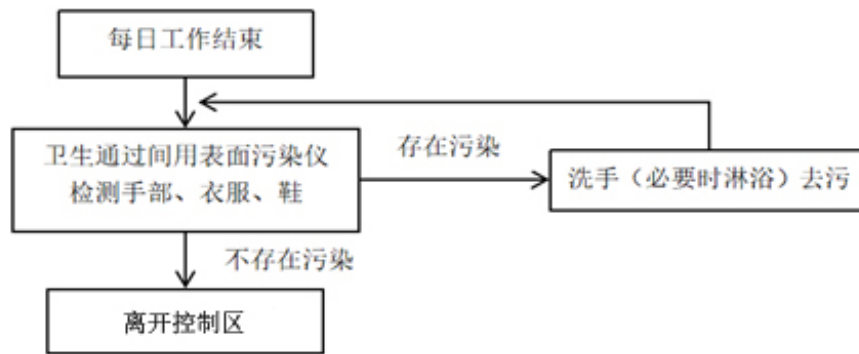 每日工作结束
卫生通过间用表面污染仪
检测手部、衣服、鞋
存在污染
洗手（必要时淋浴）去污
不存在污染
离开控制区